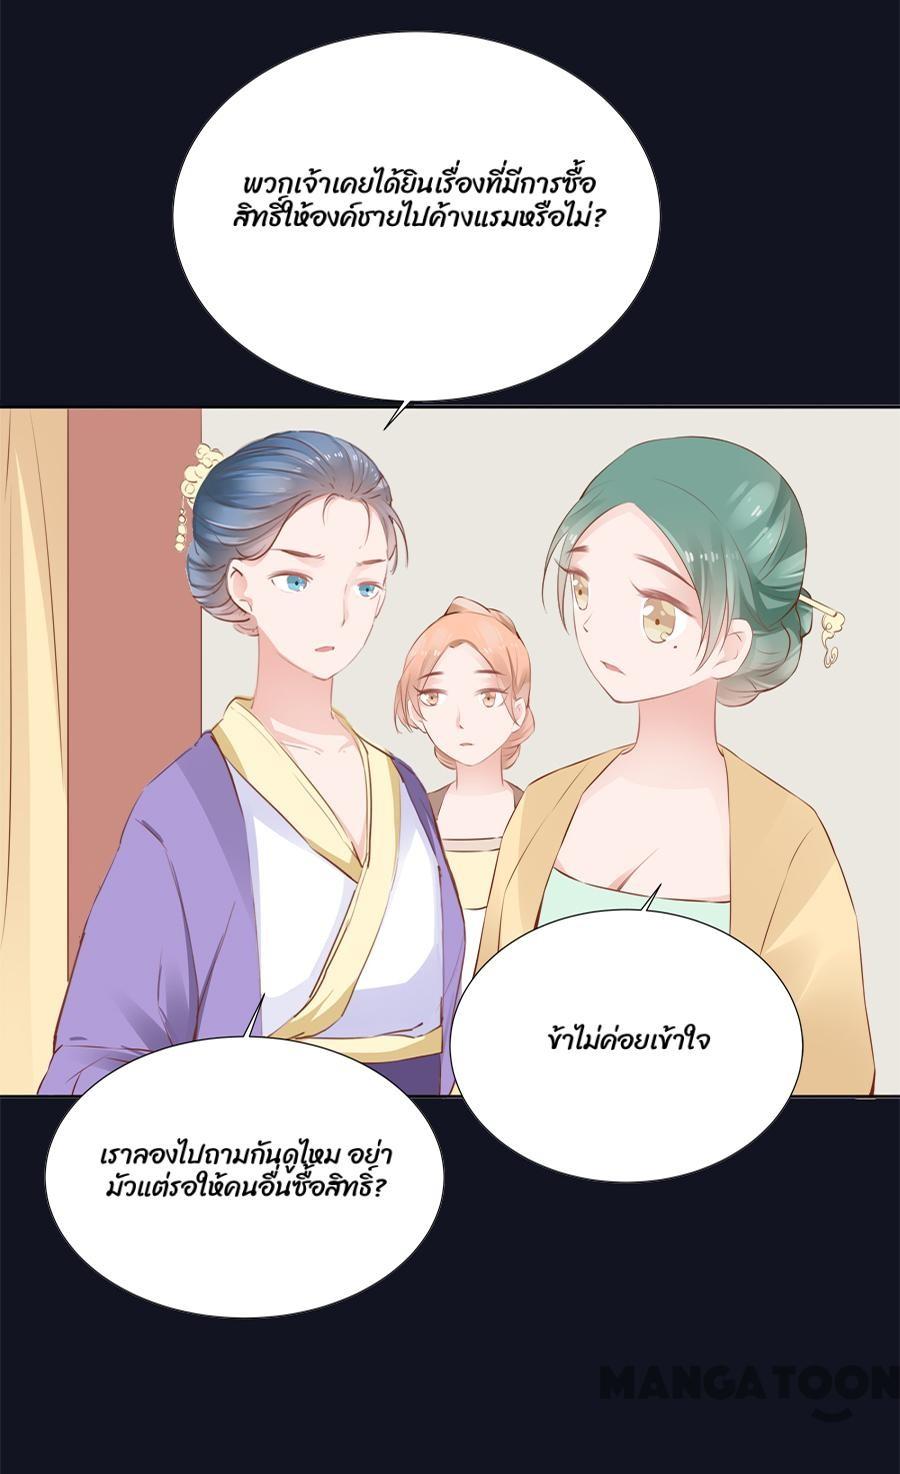 พวกเจ้าเคยได้ยินเรื่องที่มีการซื้อ
สิทธิ์ให้องค์ชายไปค้างแรมหรือไม่?
ข้าไม่ค่อยเข้าใจ
เราลองไปถามกันดูไหม อย่า
มัวแต่รอให้คนอื่นซื้อสิทธิ์?
MANGATOON